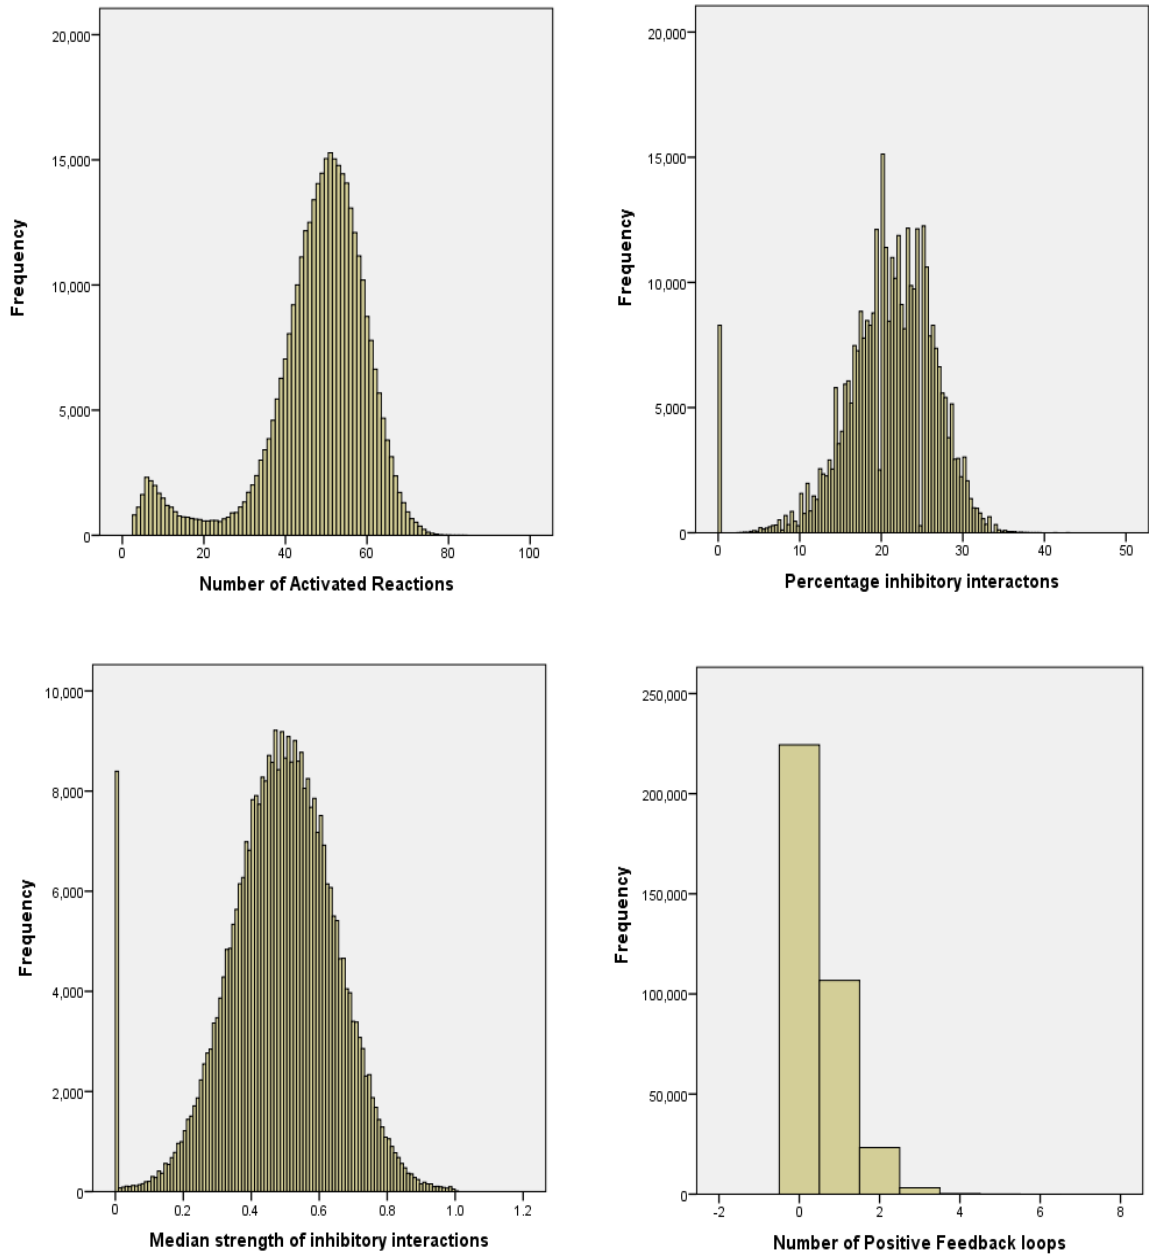 20,000
15,000
10,000
5,000
0
Frequency
0 20 40 60 80 100
Number of Activated Reactions
20,000
15,000
10,000
5,000
0
Frequency
0 10 20 30 40 50
Percentage inhibitory interactons
10,000
8,000
6,000
4,000
2,000
0
Frequency
0 0.2 0.4 0.6 0.8 1.0 1.2
Median strength of inhibitory interactions
250,000
200,000
150,000
100,000
50,000
0
Frequency
-2 0 2 4 6 8
Number of Positive Feedback loops